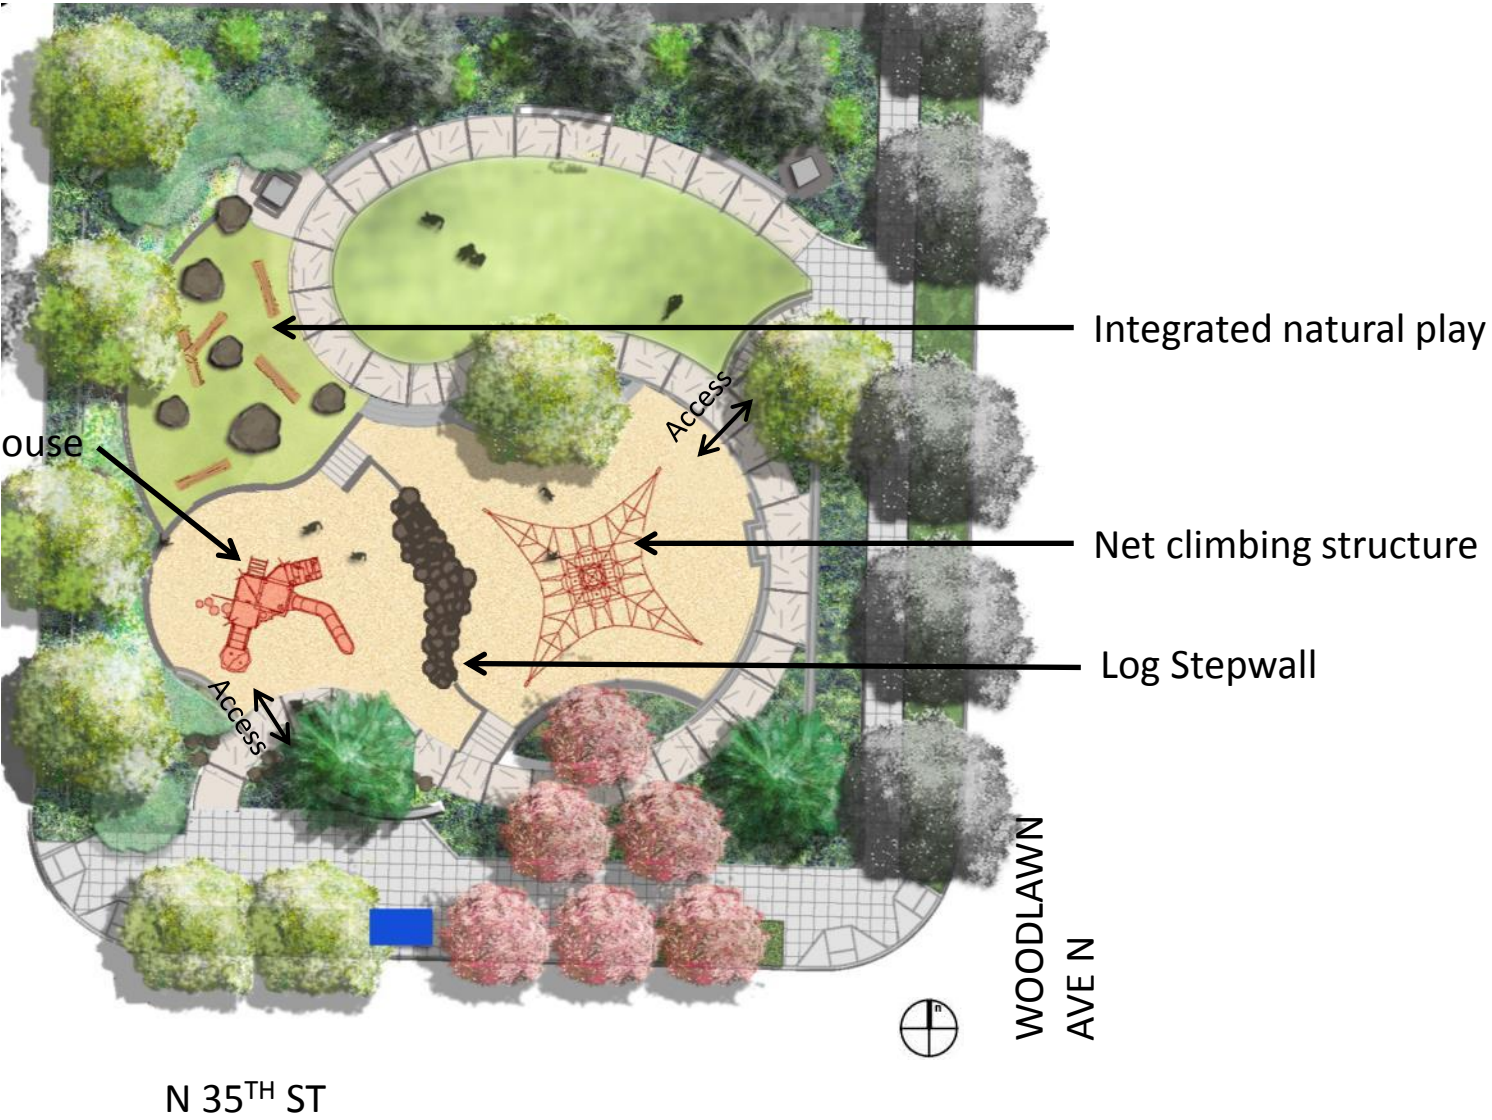 Integrated natural play
Access
ouse
Net climbing structure
Log Stepwall
Access
WOODLAWN
AVE N
n
N 35TH ST